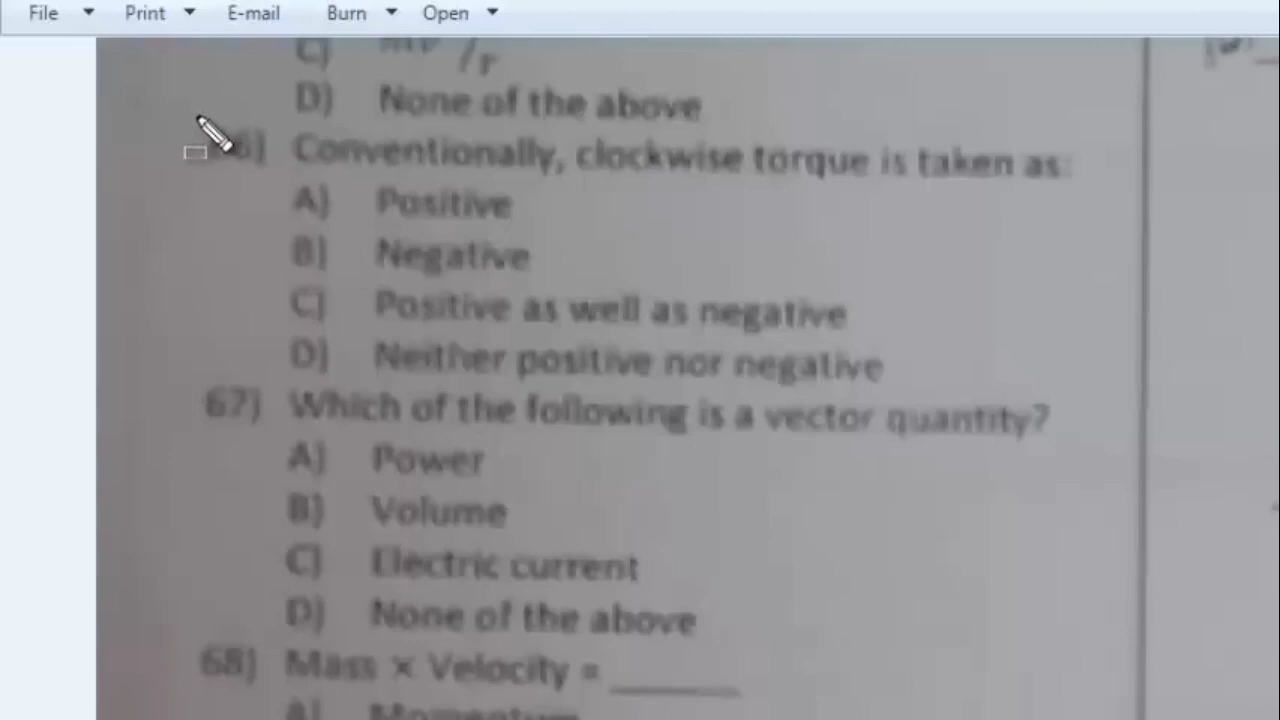 File Print E-mail Burn Open
C) /r
D) None of the above
6) Conventionally, clockwise torque is taken as:
A) Positive
B) Negative
C) Positive as well as negative
D) Neither positive nor negative
67) Which of the following is a vector quantity?
A) Power
B) Volume
C) Electric current
D) None of the above
68) Mass × Velocity = ______
A) Momentum